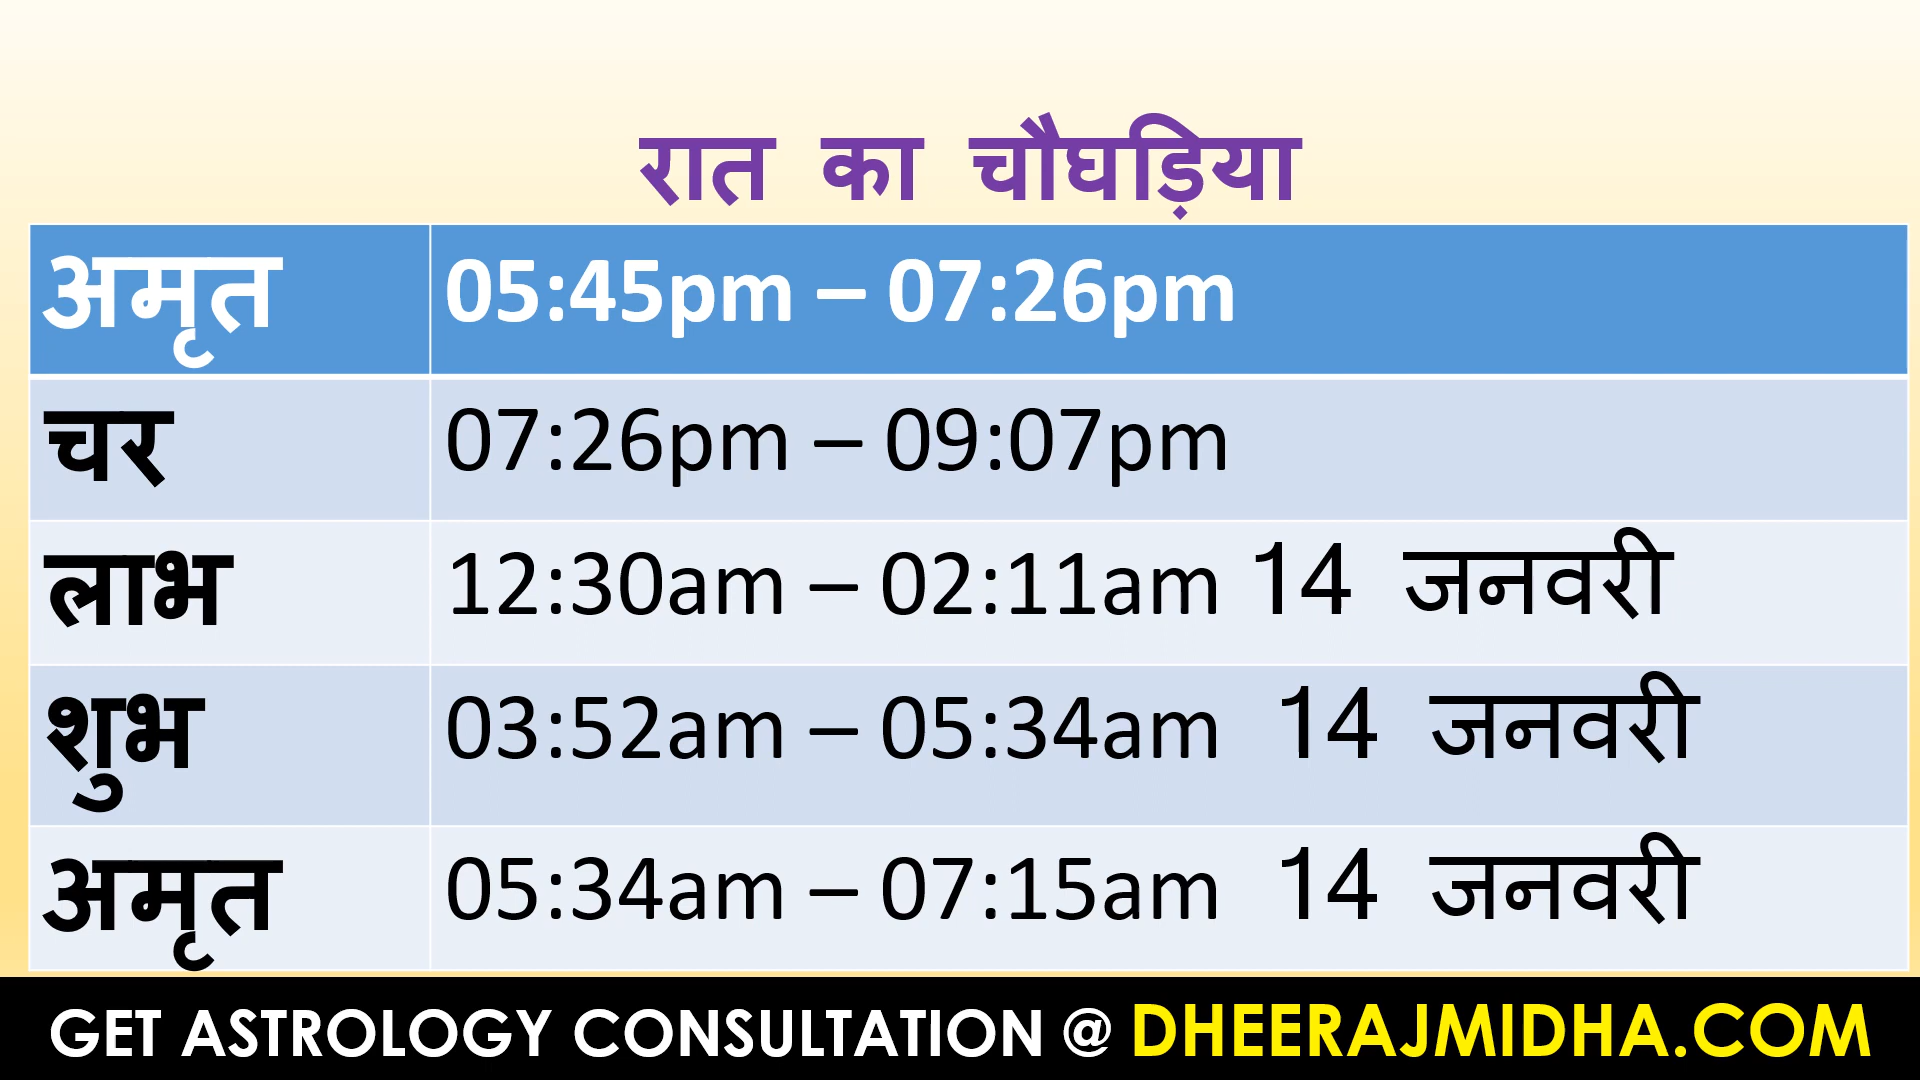 रात का चौघड़िया
अमृत 05:45pm – 07:26pm
चर 07:26pm – 09:07pm
लाभ 12:30am – 02:11am 14 जनवरी
शुभ 03:52am – 05:34am 14 जनवरी
अमृत 05:34am – 07:15am 14 जनवरी
GET ASTROLOGY CONSULTATION @ DHEERAJMIDHA.COM